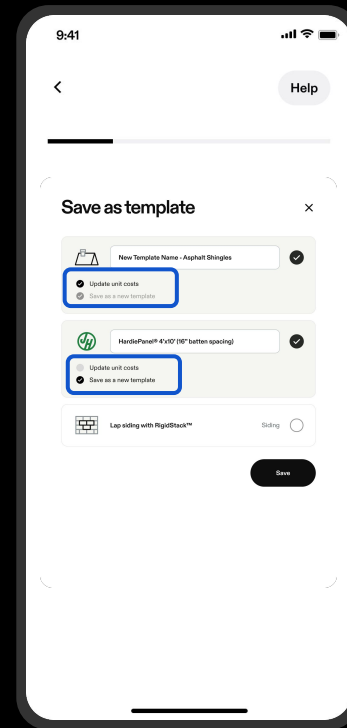 9:41
Help
Save as template
New Template Name - Asphalt Shingles
Update unit costs
Save as a new template
JH
HardiePanel® 4'x10' (16" batten spacing)
Update unit costs
Save as a new template
Lap siding with RigidStack™ Siding
Save